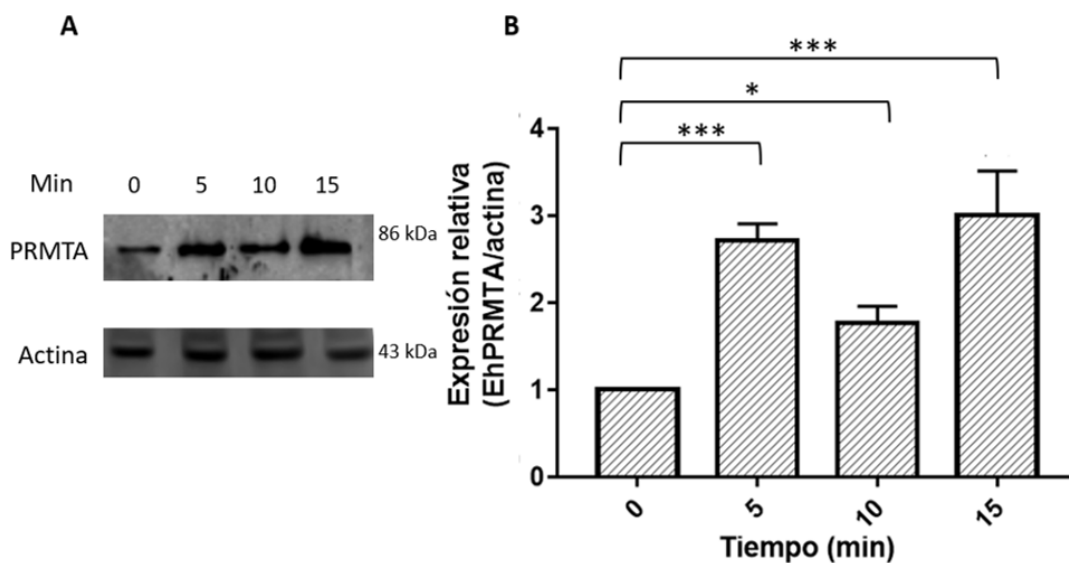 A
Min 0 5 10 15
PRMTA
86 kDa
Actina
43 kDa
B
***
*
***
Expresión relativa
(EhPRMTA/actina)
4
3
2
1
0
0 5 10 15
Tiempo (min)